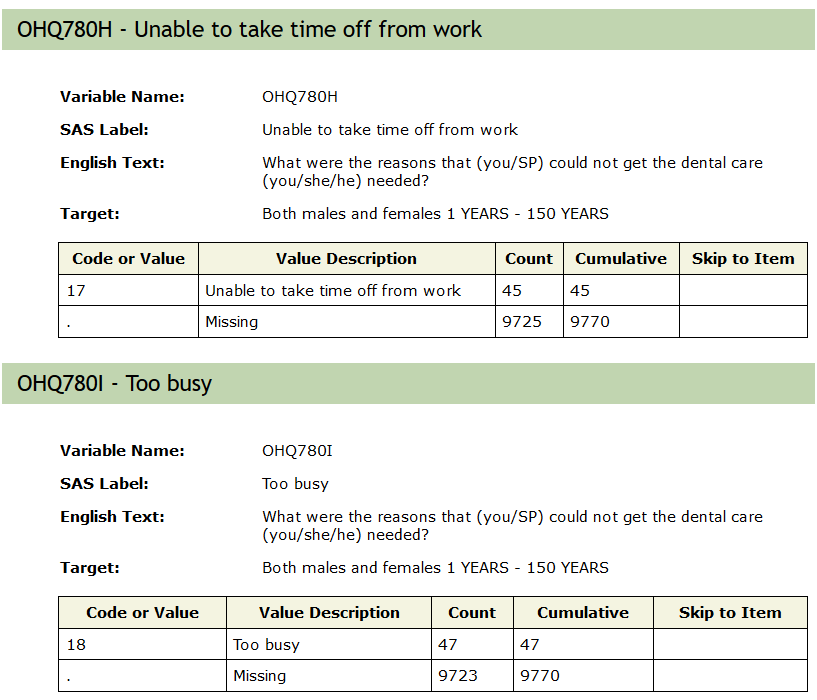 OHQ780H - Unable to take time off from work
Variable Name: OHQ780H
SAS Label: Unable to take time off from work
English Text: What were the reasons that (you/SP) could not get the dental care
(you/she/he) needed?
Target: Both males and females 1 YEARS - 150 YEARS
Code or Value Value Description Count Cumulative Skip to Item
17 Unable to take time off from work 45 45
. Missing 9725 9770
OHQ780I - Too busy
Variable Name: OHQ780I
SAS Label: Too busy
English Text: What were the reasons that (you/SP) could not get the dental care
(you/she/he) needed?
Target: Both males and females 1 YEARS - 150 YEARS
Code or Value Value Description Count Cumulative Skip to Item
18 Too busy 47 47
. Missing 9723 9770